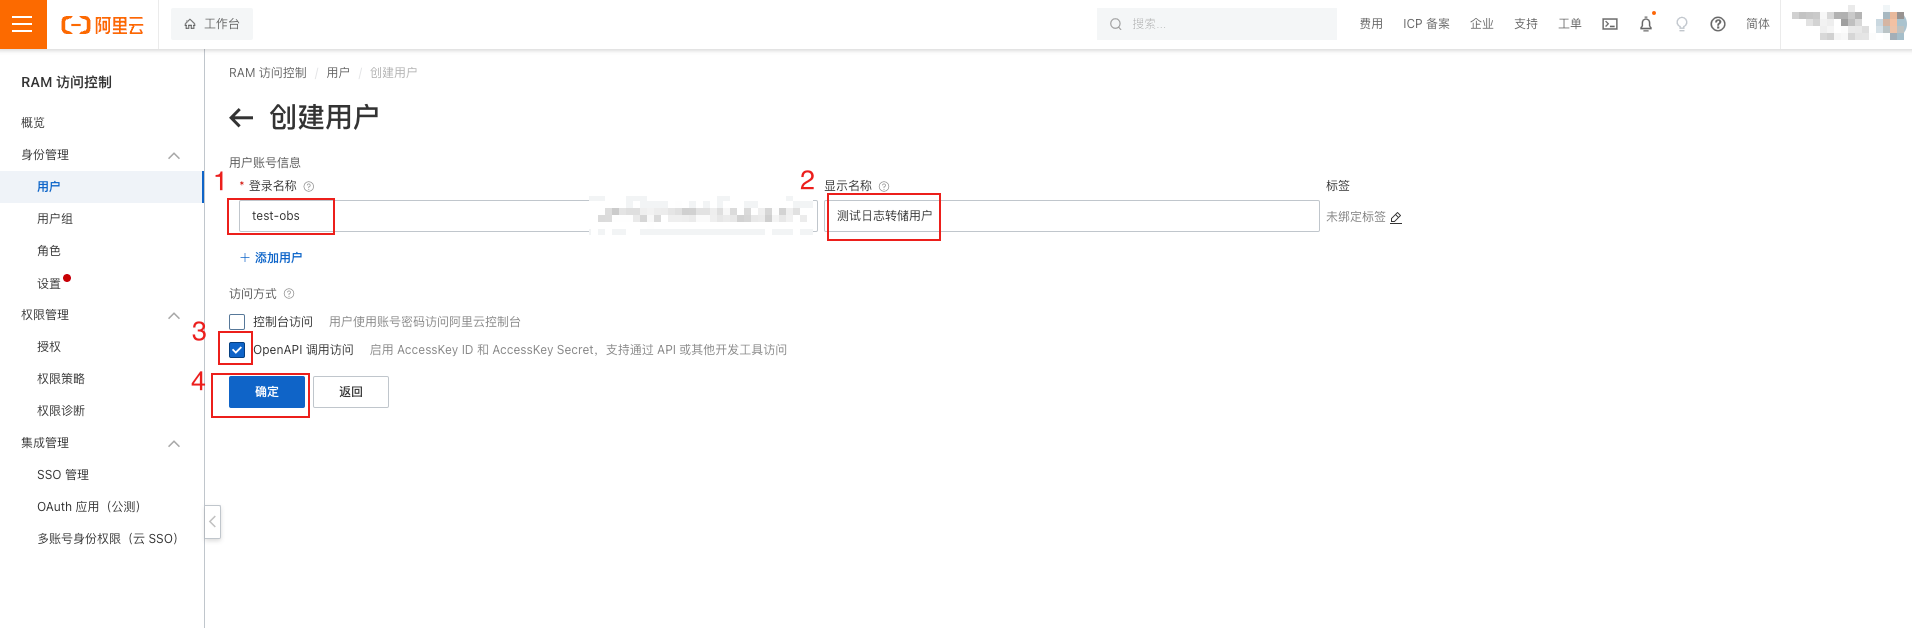 阿里云
工作台
搜索...
费用
ICP 备案
企业
支持
工单
简体
RAM 访问控制
概览
身份管理
用户
用户组
角色
设置
权限管理
授权
权限策略
权限诊断
集成管理
SSO 管理
OAuth 应用（公测）
多账号身份权限（云 SSO）
RAM 访问控制 / 用户 / 创建用户
创建用户
用户账号信息
1 * 登录名称
2 显示名称
标签
test-obs
测试日志转储用户
未绑定标签
+ 添加用户
访问方式
控制台访问 用户使用账号密码访问阿里云控制台
3
OpenAPI 调用访问 启用 AccessKey ID 和 AccessKey Secret，支持通过 API 或其他开发工具访问
4
确定 返回